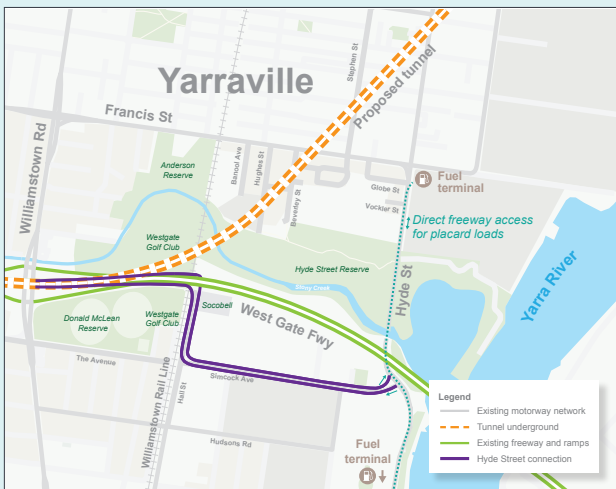 Yarraville
Francis St
Williamstown Rd
Stephen St
Proposed tunnel
Anderson
Reserve
Banool Ave
Hughes St
Beverley St
Globe St
Vockler St
Fuel
terminal
Direct freeway access
for placard loads
Westgate
Golf Club
Hyde Street Reserve
Hyde St
Yarra River
Stony Creek
Donald McLean
Reserve
Westgate
Golf Club
Socobell
West Gate Fwy
The Avenue
Simcock Ave
Hall St
Williamstown Rail Line
Hudsons Rd
Fuel
terminal
Legend
Existing motorway network
Tunnel underground
Existing freeway and ramps
Hyde Street connection